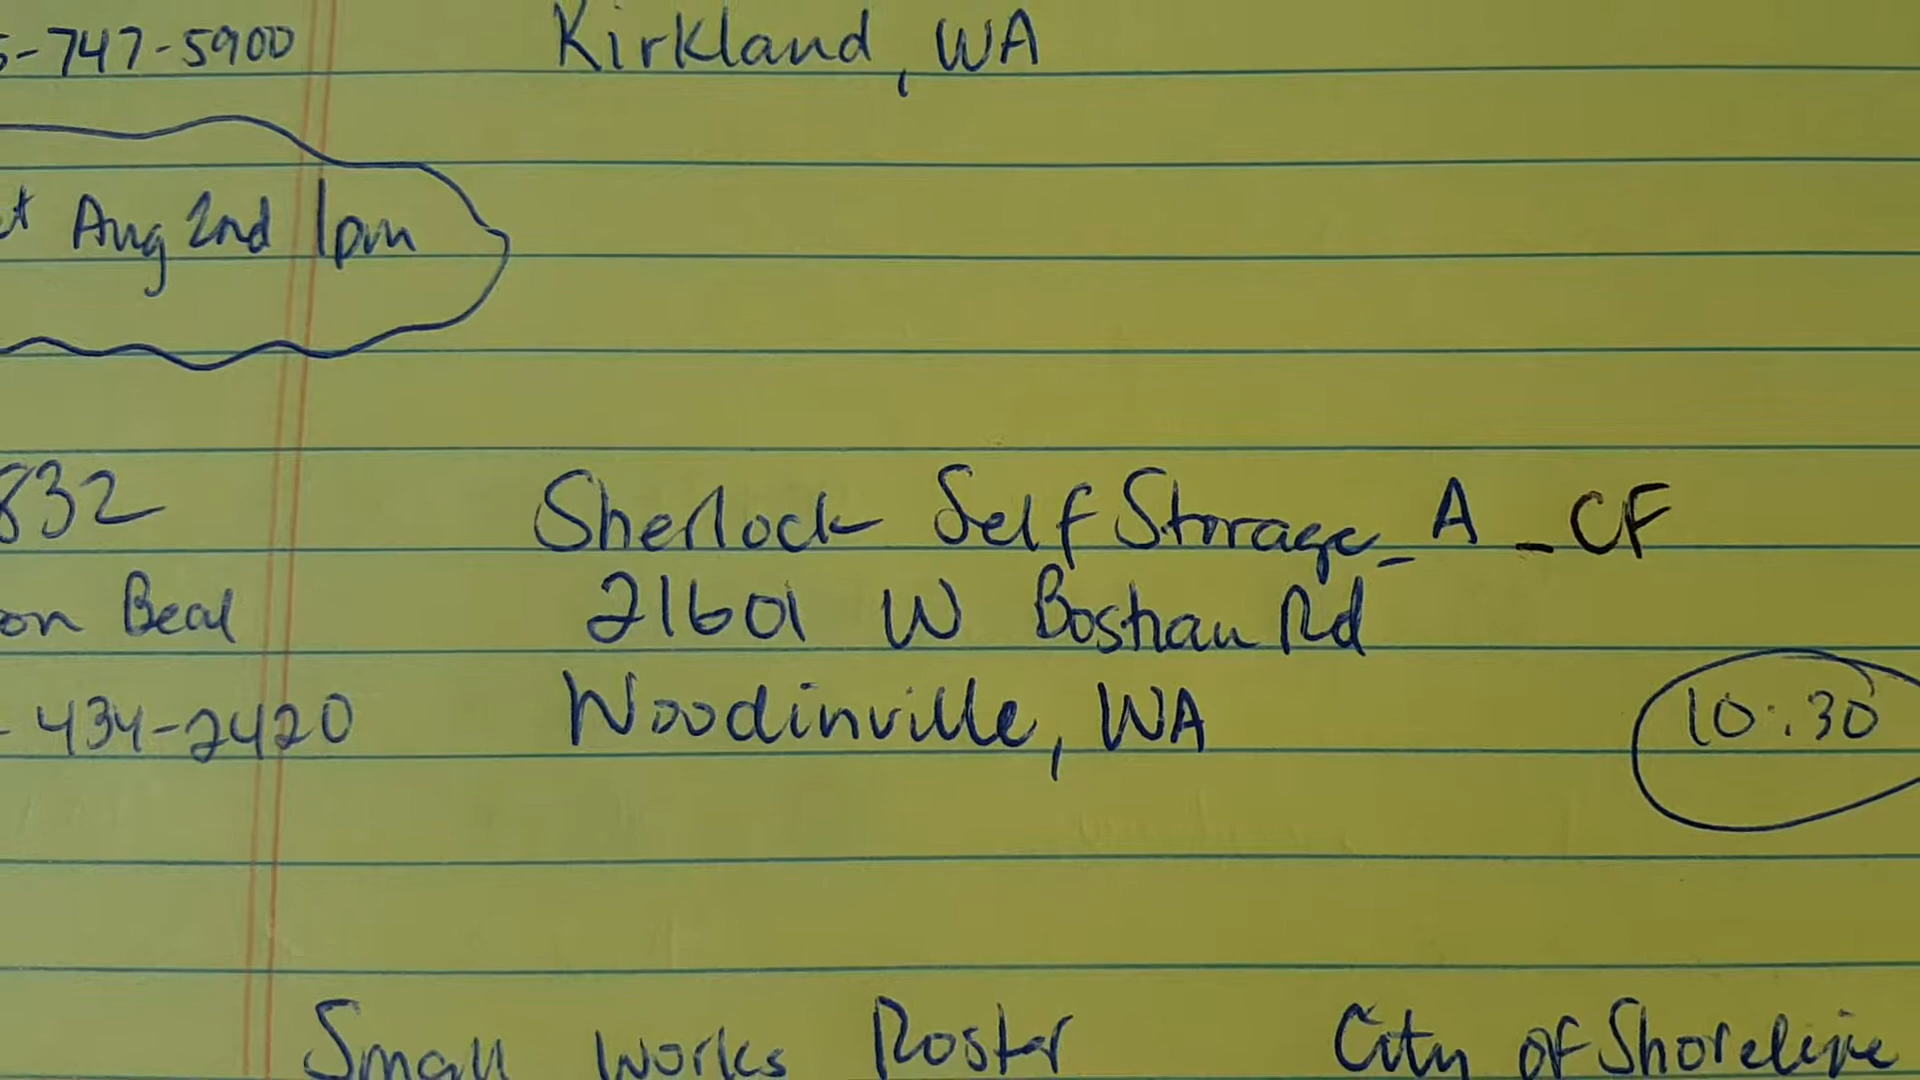 5-747-5900 Kirkland, WA
Aug 2nd 1pm
832 Sherlock Self Storage - A - CF
on Beal 21601 W Bostian Rd
- 434-2420 Woodinville, WA 10:30
Small Works Roster City of Shoreline